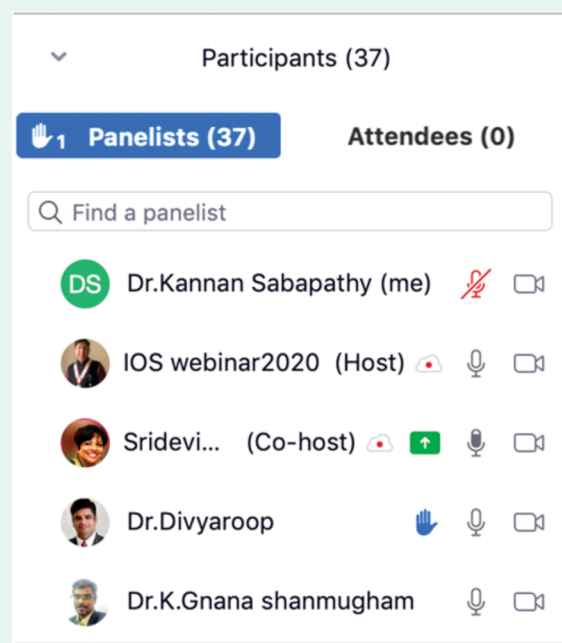 Participants (37)
1 Panelists (37) Attendees (0)
Find a panelist
DS Dr.Kannan Sabapathy (me)
IOS webinar2020 (Host)
Sridevi... (Co-host)
Dr.Divyaroop
Dr.K.Gnana shanmugham